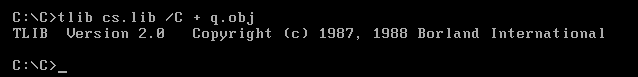 C:\C>tlib cs.lib /C + q.obj
TLIB  Version 2.0   Copyright (c) 1987, 1988 Borland International
C:\C>_